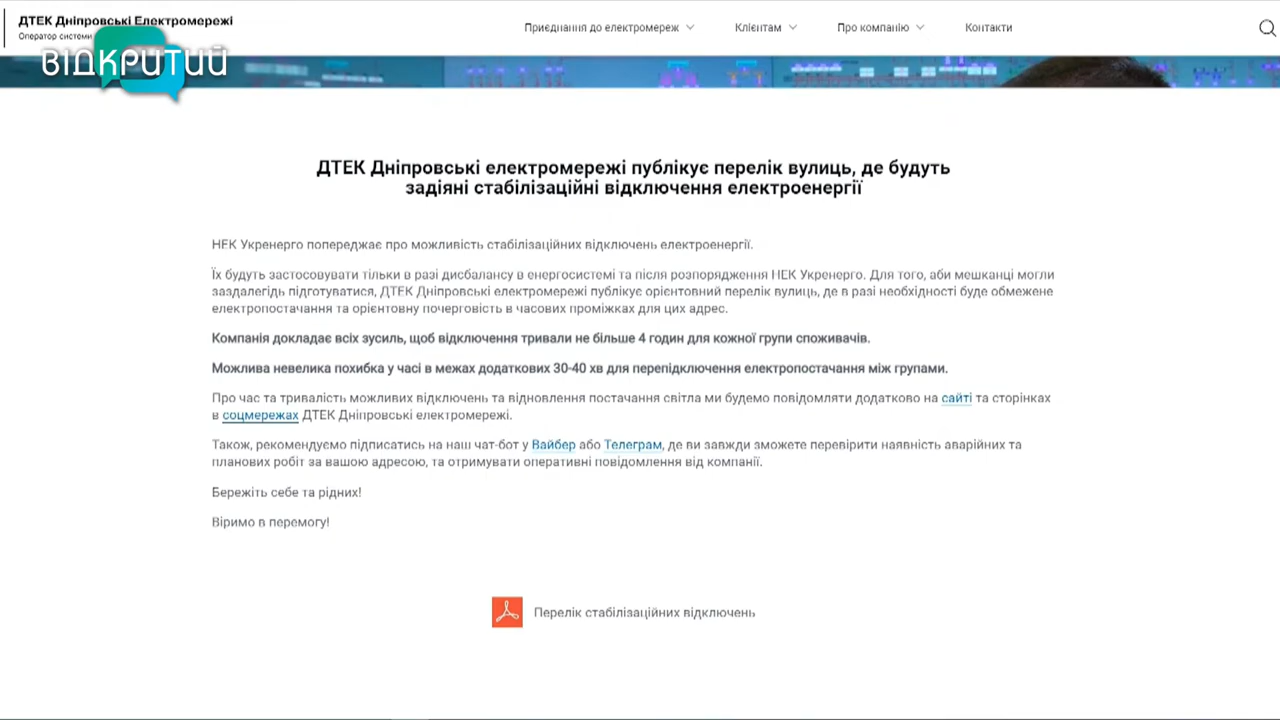 ДТЕК Дніпровські Електромережі
Оператор системи
ВІДКРИТИЙ
Приєднання до електромереж
Клієнтам
Про компанію
Контакти
ДТЕК Дніпровські електромережі публікує перелік вулиць, де будуть
задіяні стабілізаційні відключення електроенергії
НЕК Укренерго попереджає про можливість стабілізаційних відключень електроенергії.
Їх будуть застосовувати тільки в разі дисбалансу в енергосистемі та після розпорядження НЕК Укренерго. Для того, аби мешканці могли
заздалегідь підготуватися, ДТЕК Дніпровські електромережі публікує орієнтовний перелік вулиць, де в разі необхідності буде обмежене
електропостачання та орієнтовну почерговість в часових проміжках для цих адрес.
Компанія докладає всіх зусиль, щоб відключення тривали не більше 4 годин для кожної групи споживачів.
Можлива невелика похибка у часі в межах додаткових 30-40 хв для перепідключення електропостачання між групами.
Про час та тривалість можливих відключень та відновлення постачання світла ми будемо повідомляти додатково на сайті та сторінках
в соцмережах ДТЕК Дніпровські електромережі.
Також, рекомендуємо підписатись на наш чат-бот у Вайбер або Телеграм, де ви завжди зможете перевірити наявність аварійних та
планових робіт за вашою адресою, та отримувати оперативні повідомлення від компанії.
Бережіть себе та рідних!
Віримо в перемогу!
Перелік стабілізаційних відключень